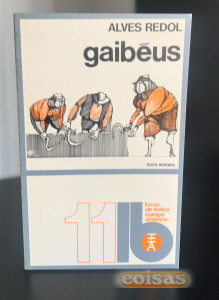 ALVES REDOL
gaibéus
TEXTO INTEGRAL
11
livros
de bolso
europa
américa
coisas